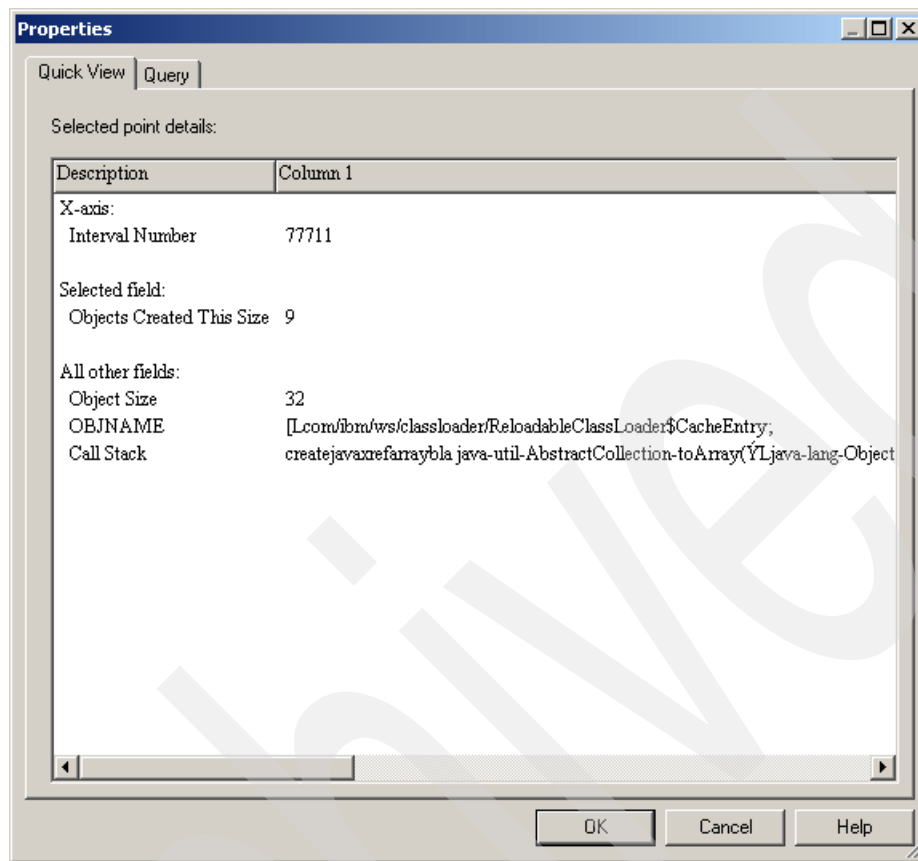 Properties
Quick View Query
Selected point details:
Description Column 1
X-axis:
Interval Number 77711
Selected field:
Objects Created This Size 9
All other fields:
Object Size 32
OBJNAME [Lcom/ibm/ws/classloader/ReloadableClassLoader$CacheEntry;
Call Stack createjavaxrefarraybla java-util-AbstractCollection-toArray(ÝLjava-lang-Object
OK Cancel Help